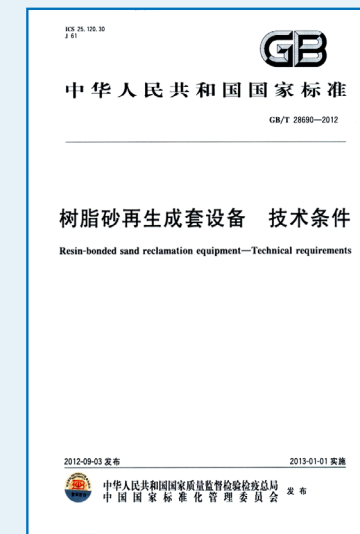 ICS 25.120.30
J 61
GB
中华人民共和国国家标准
GB/T 28690—2012
树脂砂再生成套设备 技术条件
Resin-bonded sand reclamation equipment—Technical requirements
2012-09-03 发布
2013-01-01 实施
中华人民共和国国家质量监督检验检疫总局
中国国家标准化管理委员会
发布